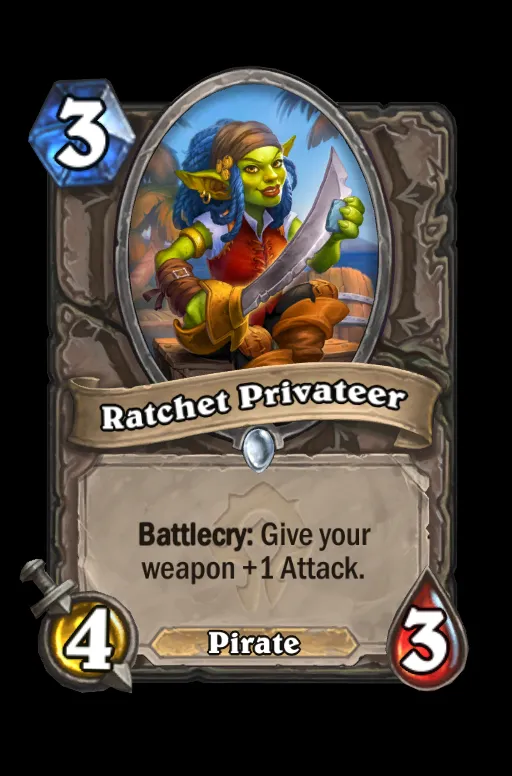 3
Ratchet Privateer
Battlecry: Give your
weapon +1 Attack.
4
Pirate
3